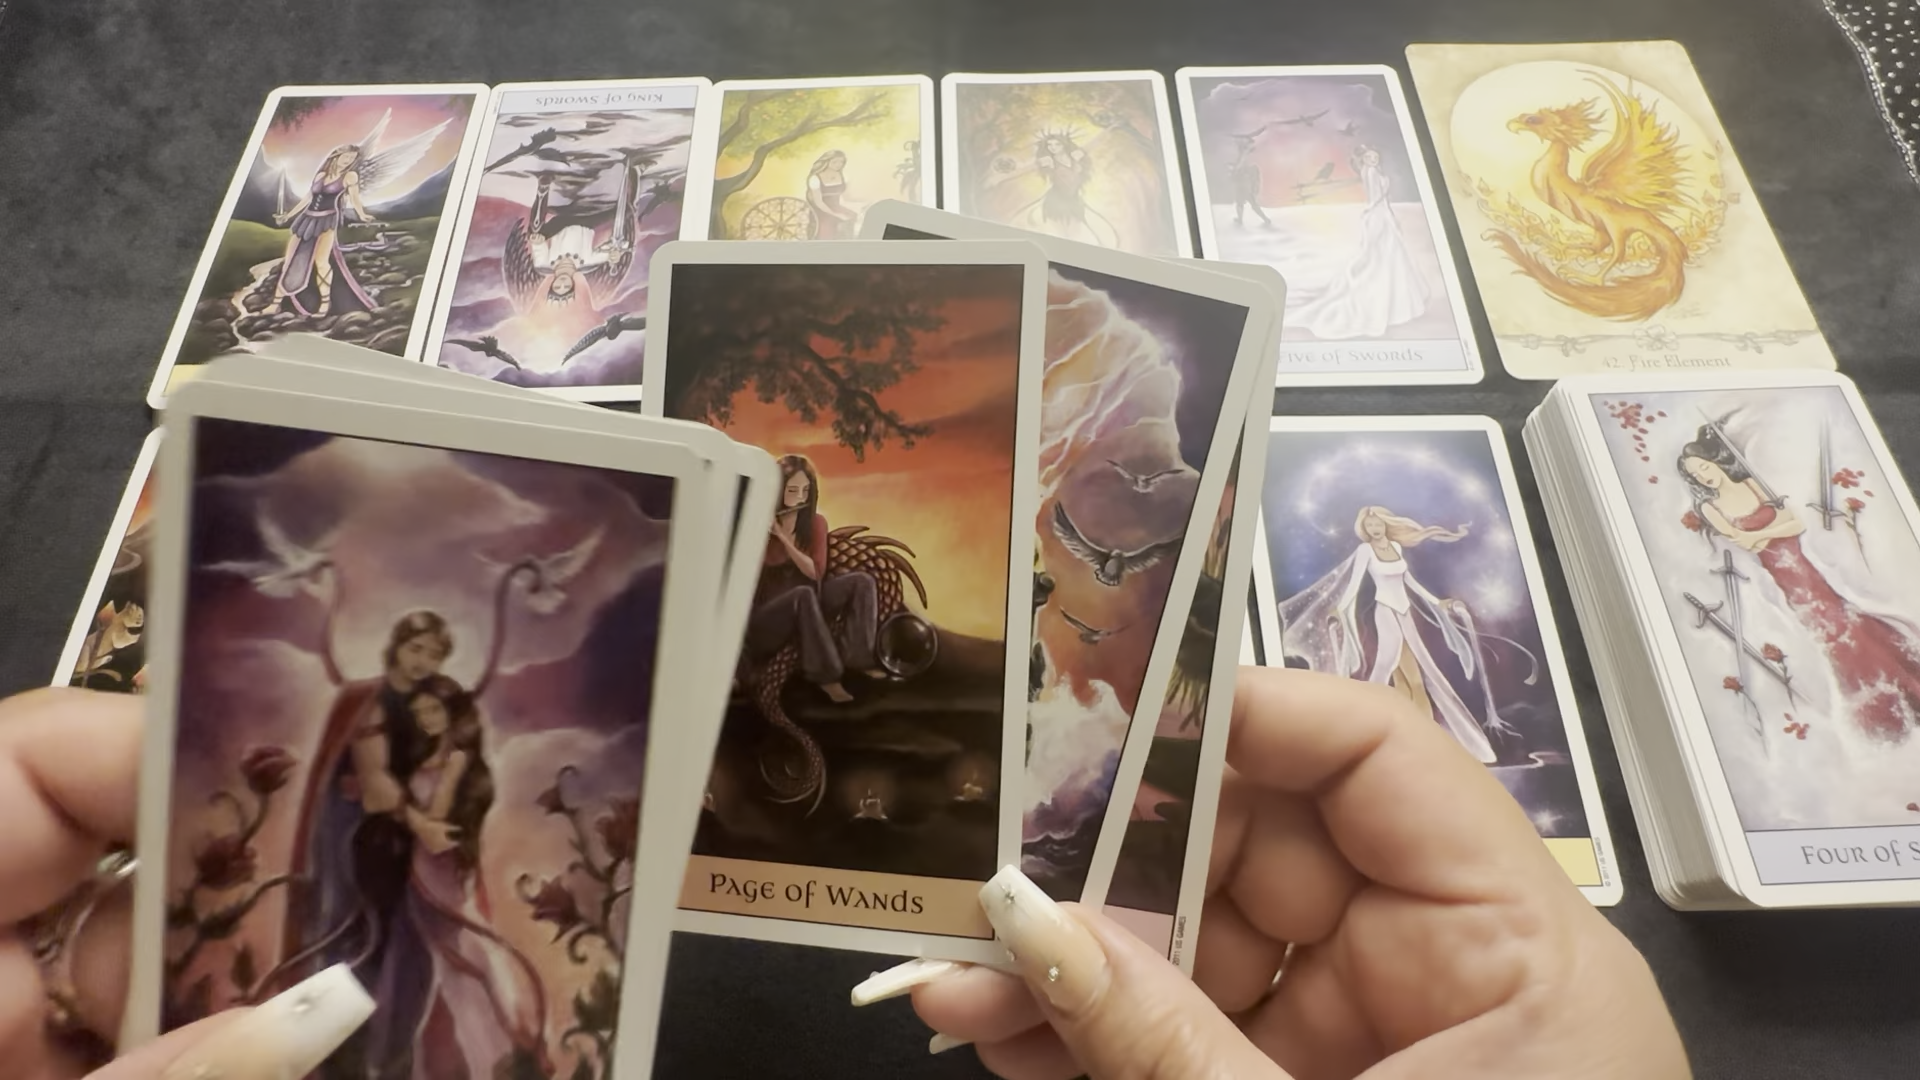 KING OF SWORDS
FIVE OF SWORDS
42. Fire Element
PAGE OF WANDS
FOUR OF S